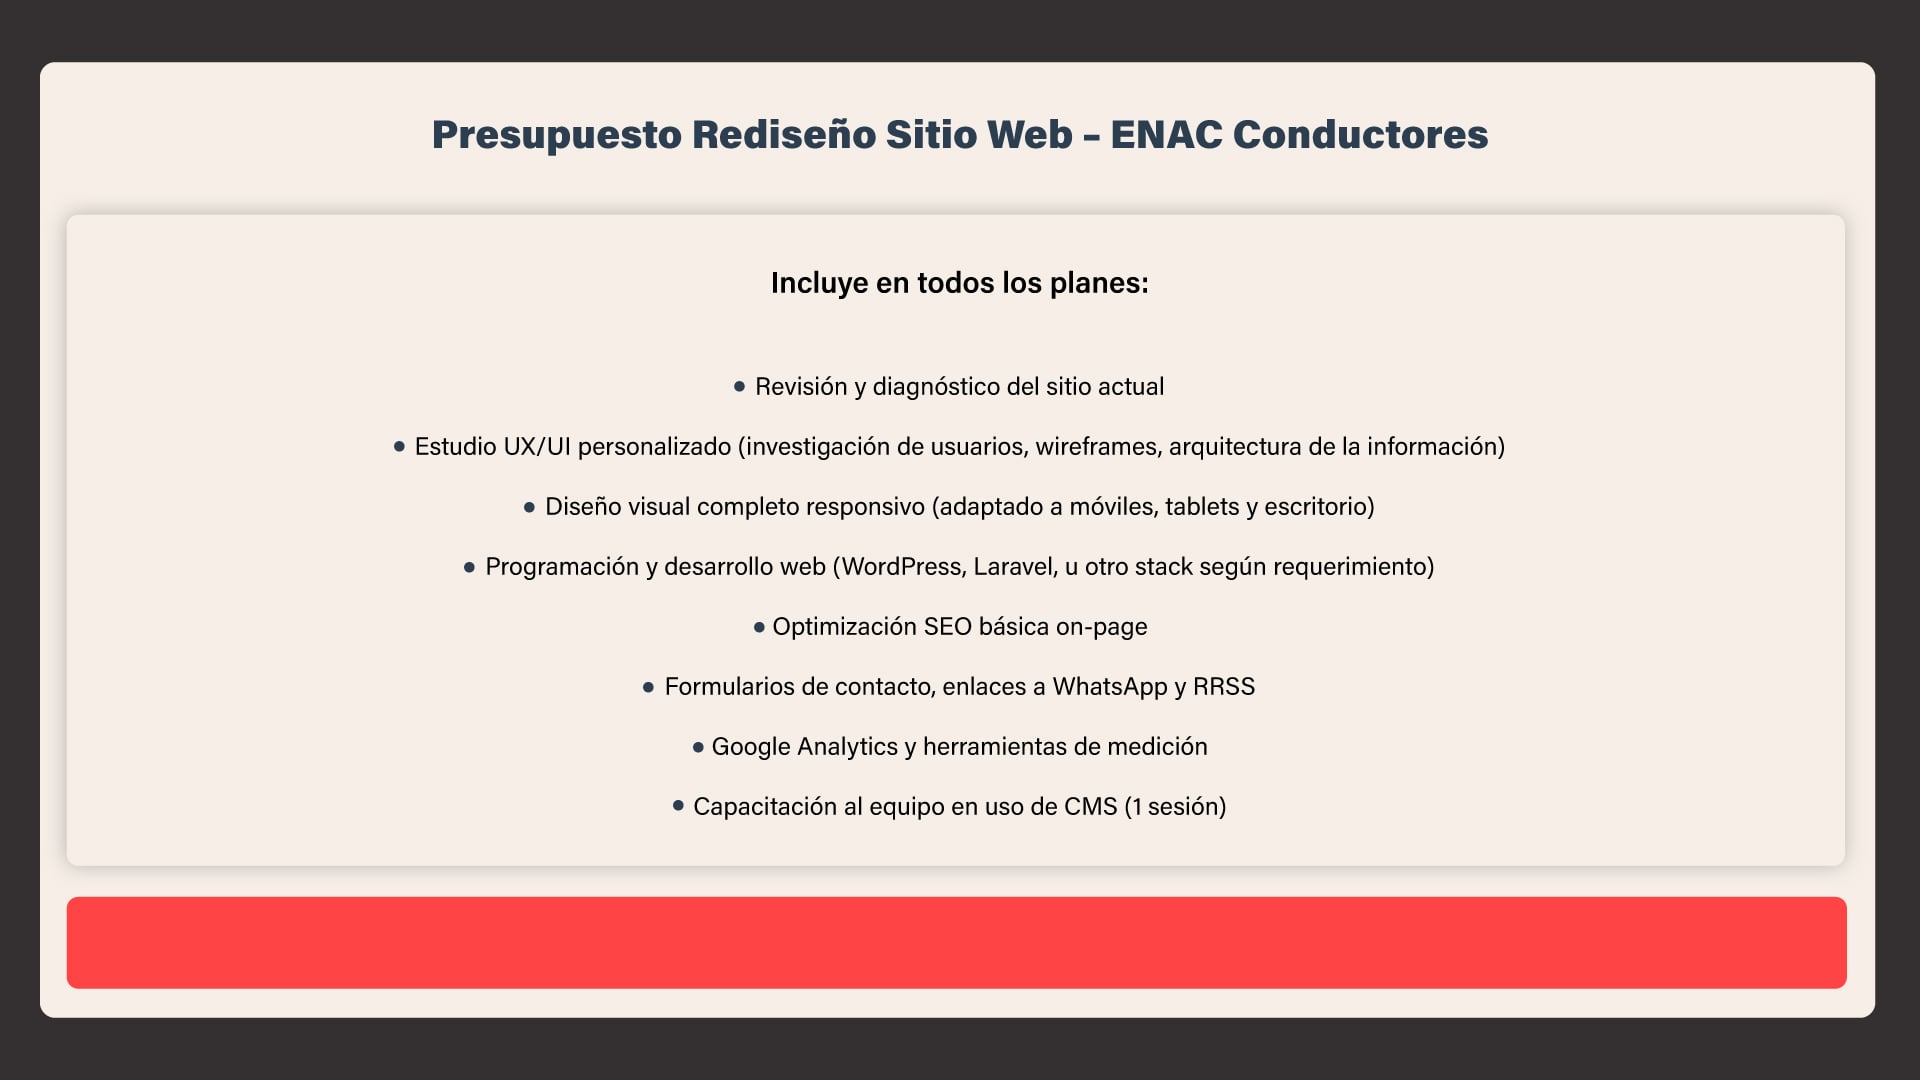 Presupuesto Rediseño Sitio Web – ENAC Conductores
Incluye en todos los planes:
• Revisión y diagnóstico del sitio actual
• Estudio UX/UI personalizado (investigación de usuarios, wireframes, arquitectura de la información)
• Diseño visual completo responsivo (adaptado a móviles, tablets y escritorio)
• Programación y desarrollo web (WordPress, Laravel, u otro stack según requerimiento)
• Optimización SEO básica on-page
• Formularios de contacto, enlaces a WhatsApp y RRSS
• Google Analytics y herramientas de medición
• Capacitación al equipo en uso de CMS (1 sesión)